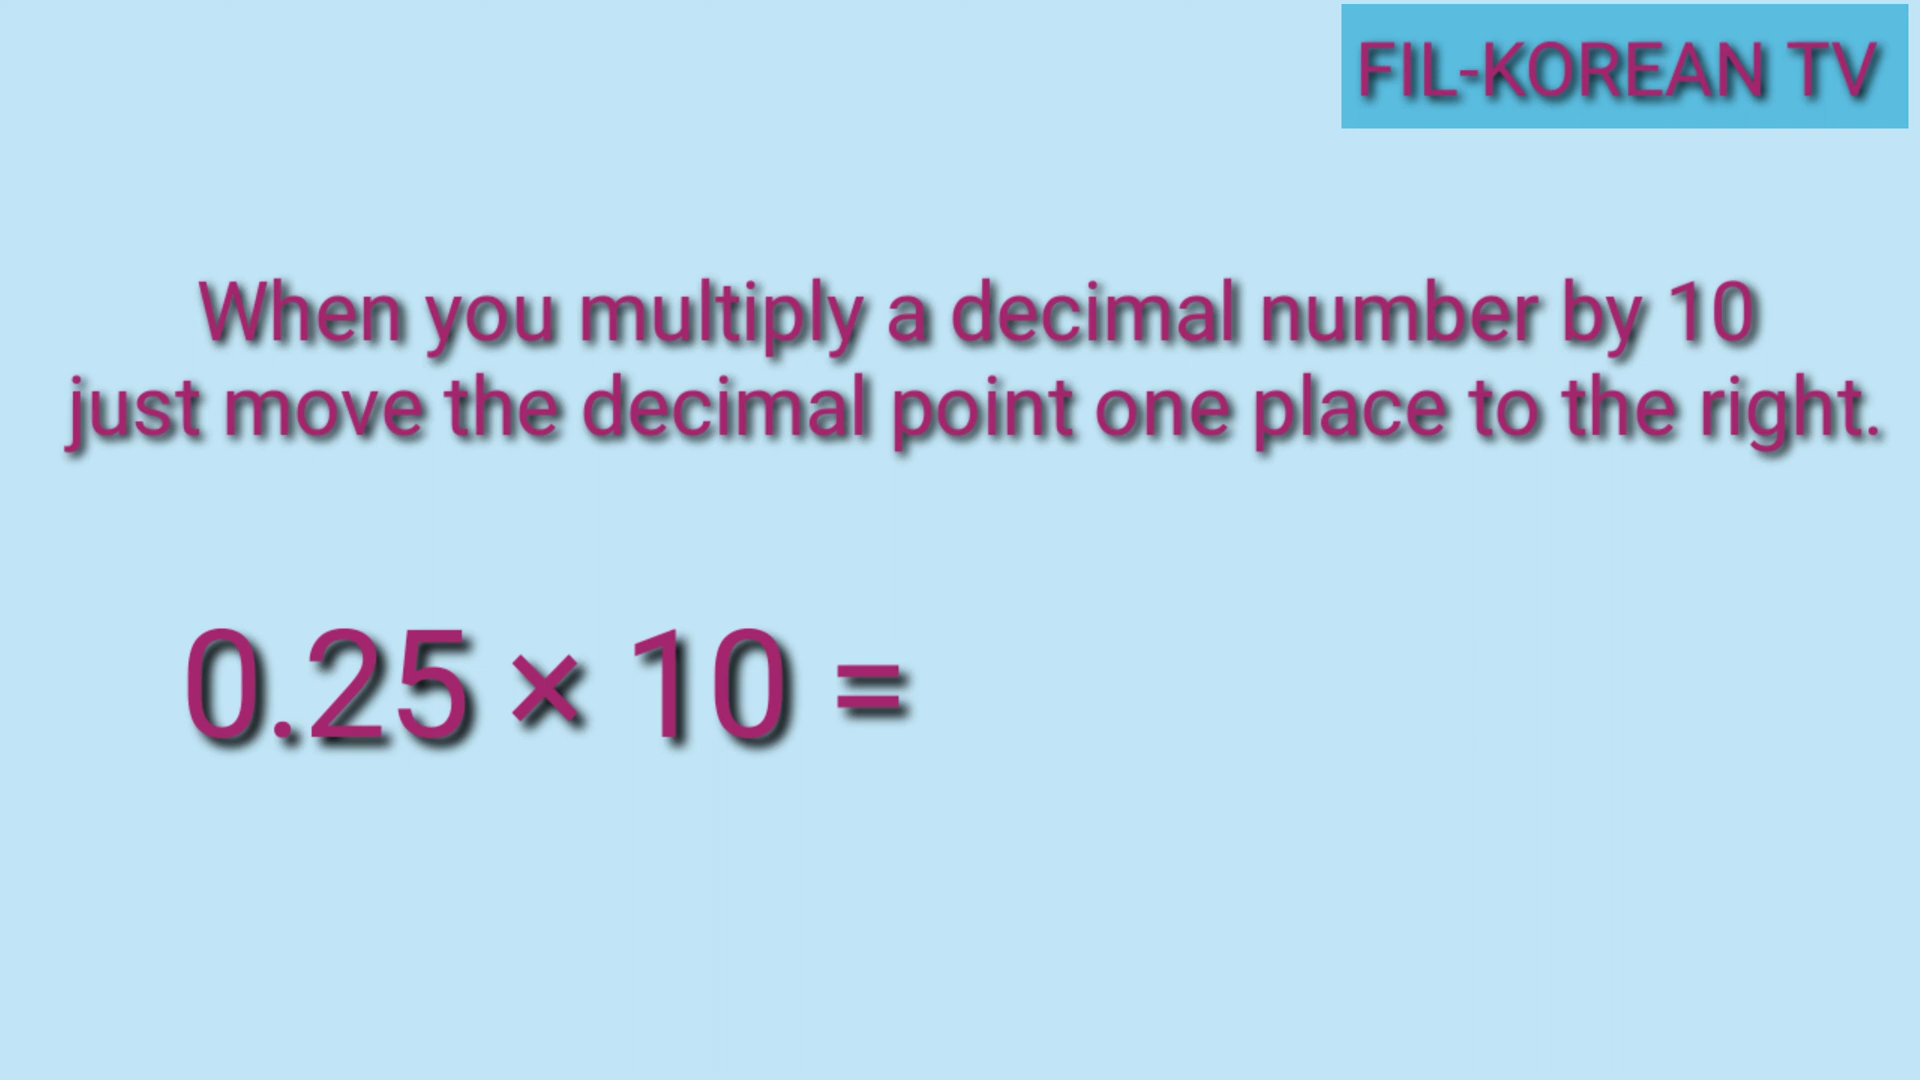 FIL-KOREAN TV
When you multiply a decimal number by 10
just move the decimal point one place to the right.
0.25 × 10 =